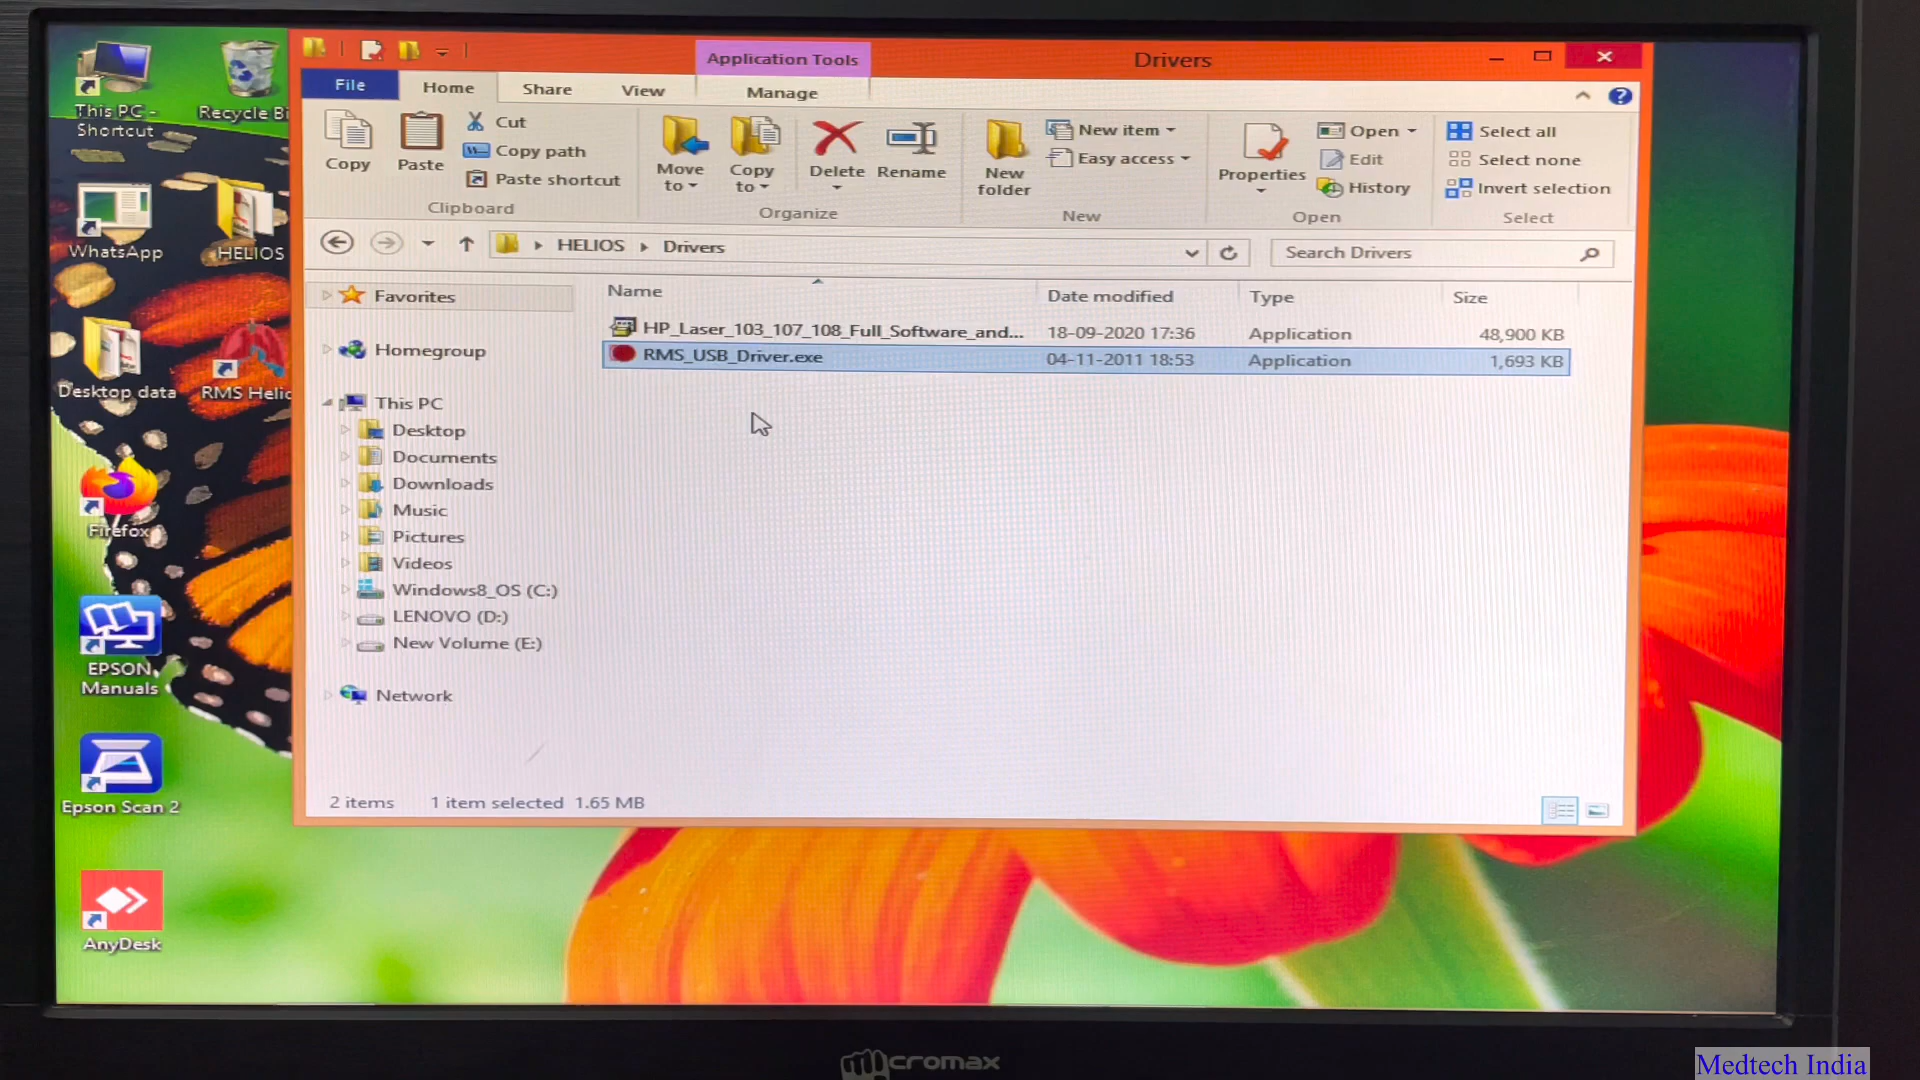 This PC -
Shortcut
Recycle Bi
WhatsApp
HELIOS
Desktop data
RMS Helio
Firefox
EPSON
Manuals
Epson Scan 2
AnyDesk
Application Tools
Drivers
File
Home
Share
View
Manage
Copy
Paste
Cut
Copy path
Paste shortcut
Clipboard
Move
to
Copy
to
Delete
Rename
Organize
New
folder
New item
Easy access
New
Properties
Open
Edit
History
Open
Select all
Select none
Invert selection
Select
HELIOS
Drivers
Search Drivers
Favorites
Homegroup
This PC
Desktop
Documents
Downloads
Music
Pictures
Videos
Windows8_OS (C:)
LENOVO (D:)
New Volume (E:)
Network
Name Date modified Type Size
HP_Laser_103_107_108_Full_Software_and... 18-09-2020 17:36 Application 48,900 KB
RMS_USB_Driver.exe 04-11-2011 18:53 Application 1,693 KB
2 items 1 item selected 1.65 MB
micromax
Medtech India